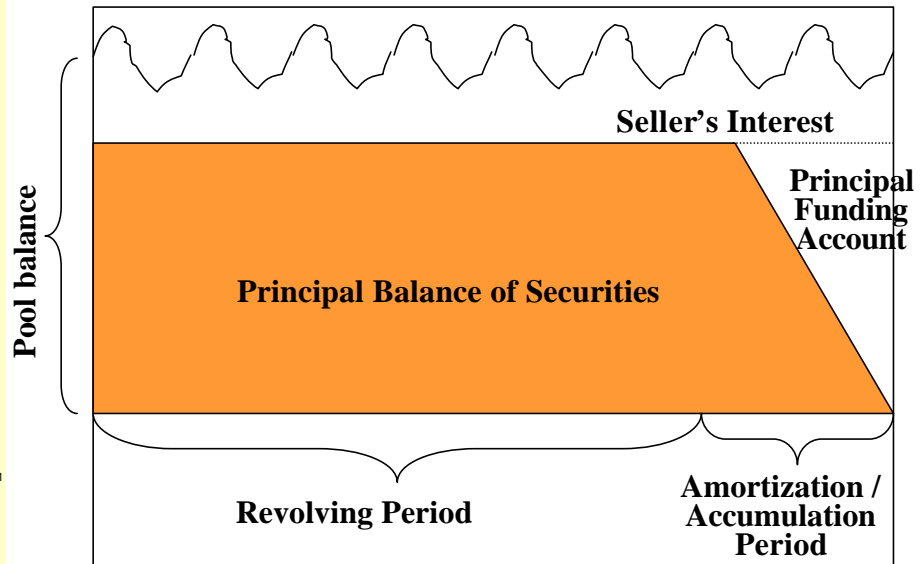 Seller's Interest
Principal
Funding
Account
Pool balance
Principal Balance of Securities
Revolving Period
Amortization /
Accumulation
Period